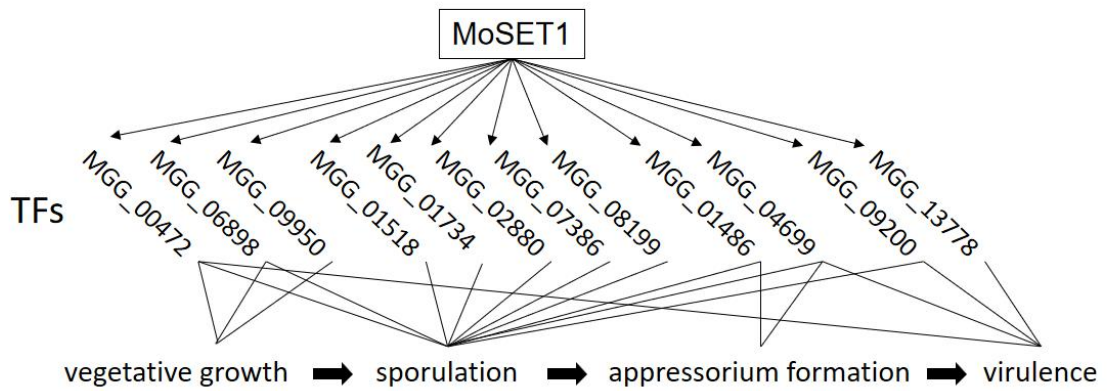 MoSET1
TFs
MGG_00472
MGG_06898
MGG_09950
MGG_01518
MGG_01734
MGG_02880
MGG_07386
MGG_08199
MGG_01486
MGG_04699
MGG_09200
MGG_13778
vegetative growth sporulation appressorium formation virulence